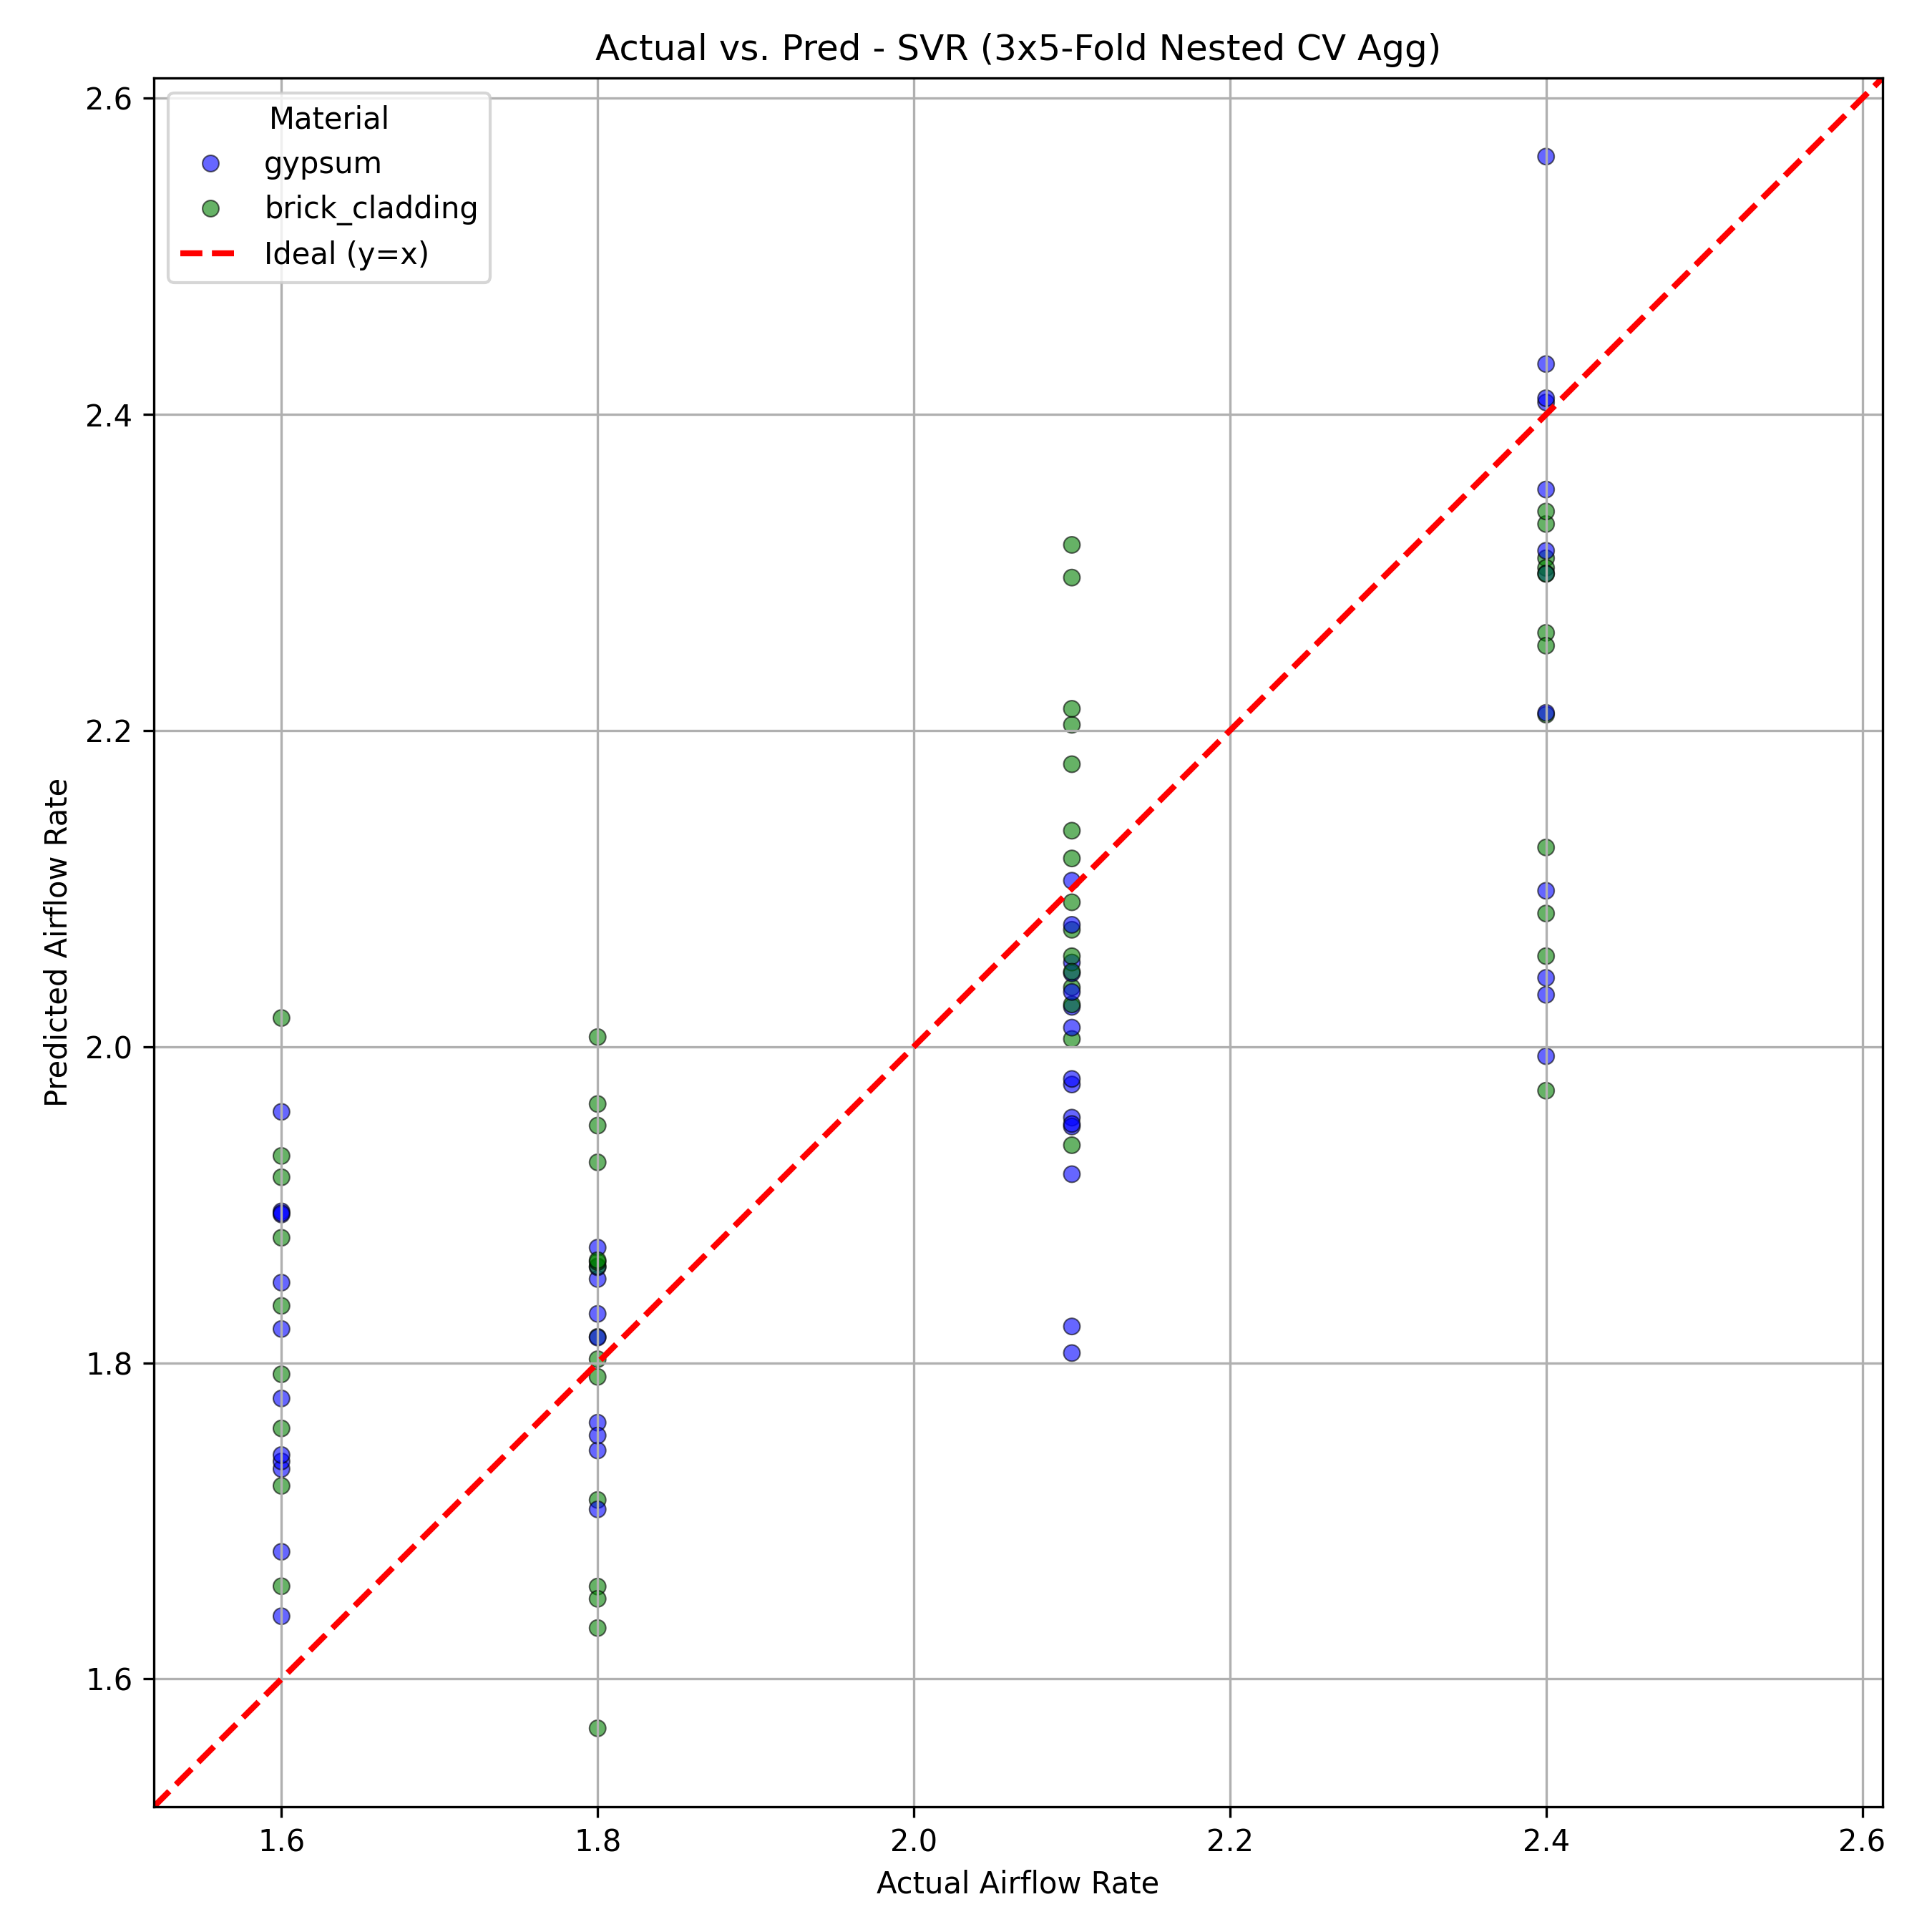 Actual vs. Pred - SVR (3x5-Fold Nested CV Agg)
Material
gypsum
brick_cladding
Ideal (y=x)
2.6
2.4
2.2
2.0
1.8
1.6
Predicted Airflow Rate
1.6
1.8
2.0
2.2
2.4
2.6
Actual Airflow Rate